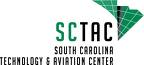 SCTAC
SOUTH CAROLINA
TECHNOLOGY & AVIATION CENTER